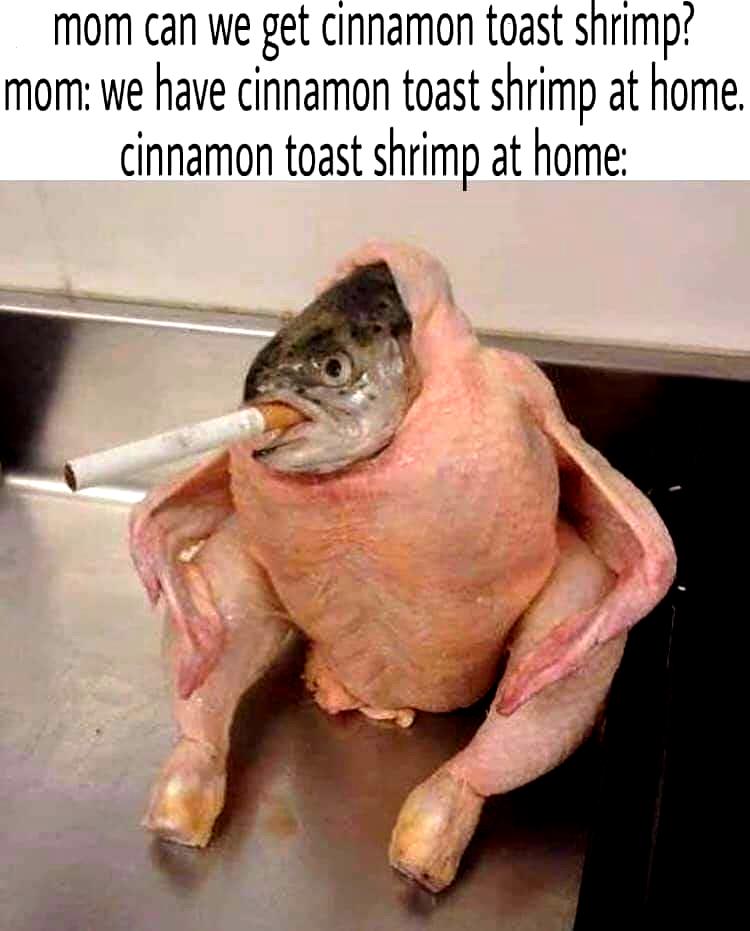 mom can we get cinnamon toast shrimp?
mom: we have cinnamon toast shrimp at home.
cinnamon toast shrimp at home: